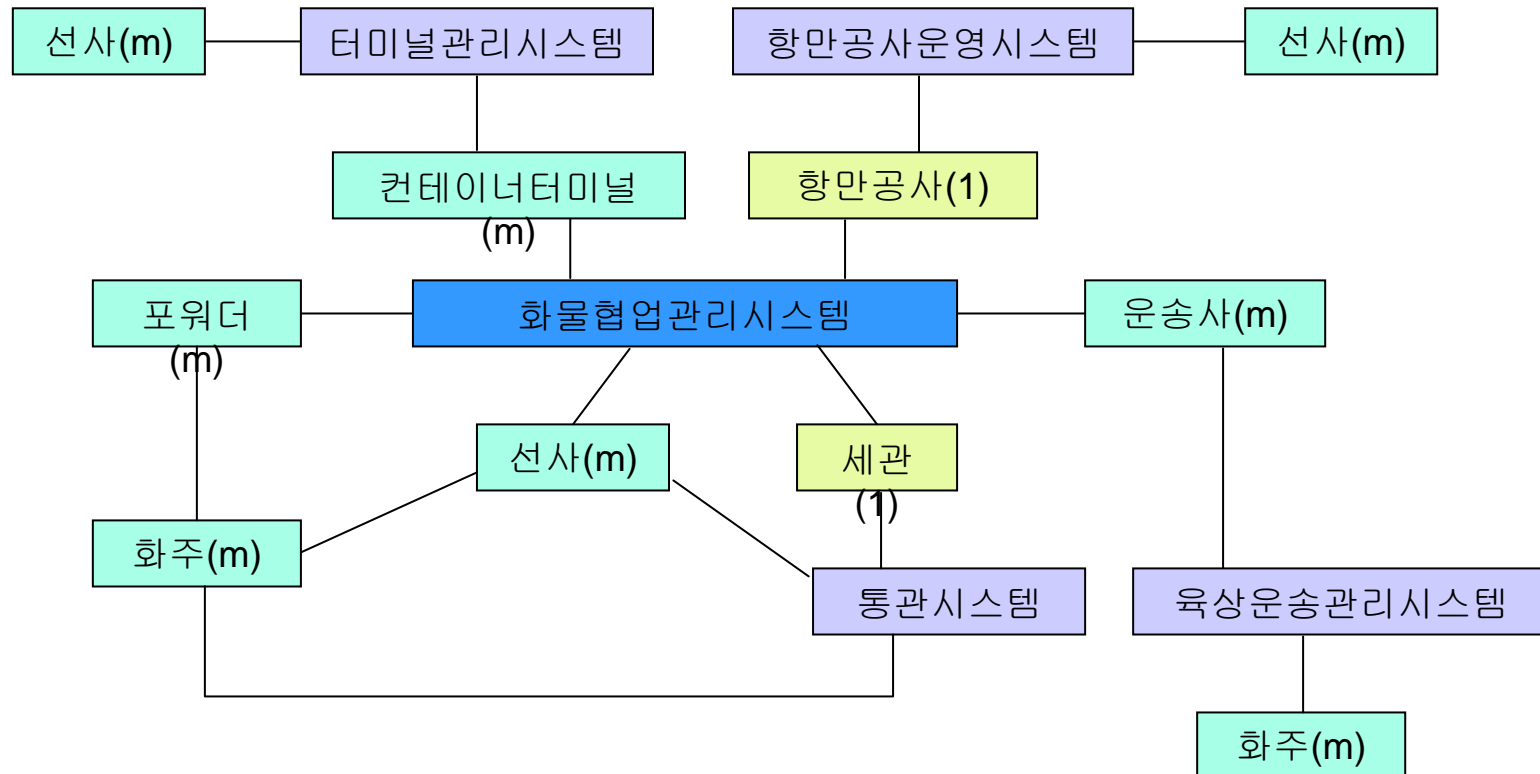 선사(m)
터미널관리시스템
항만공사운영시스템
선사(m)
컨테이너터미널
(m)
항만공사(1)
포워더
(m)
화물협업관리시스템
운송사(m)
선사(m)
세관
(1)
화주(m)
통관시스템
육상운송관리시스템
화주(m)